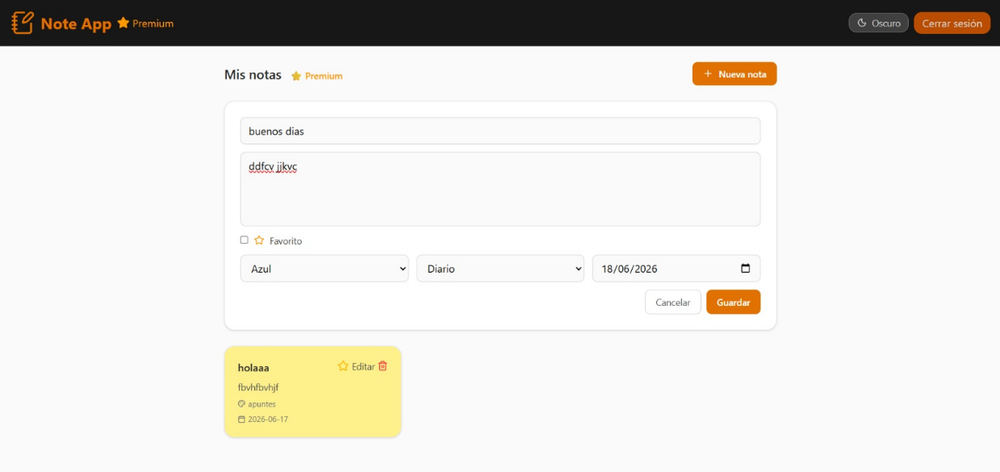 Note App Premium
Oscuro Cerrar sesión
Mis notas Premium
+ Nueva nota
buenos dias
ddfcv jjkvc
Favorito
Azul Diario 18/06/2026
Cancelar Guardar
holaaa Editar
fbvhfbvhjf
apuntes
2026-06-17